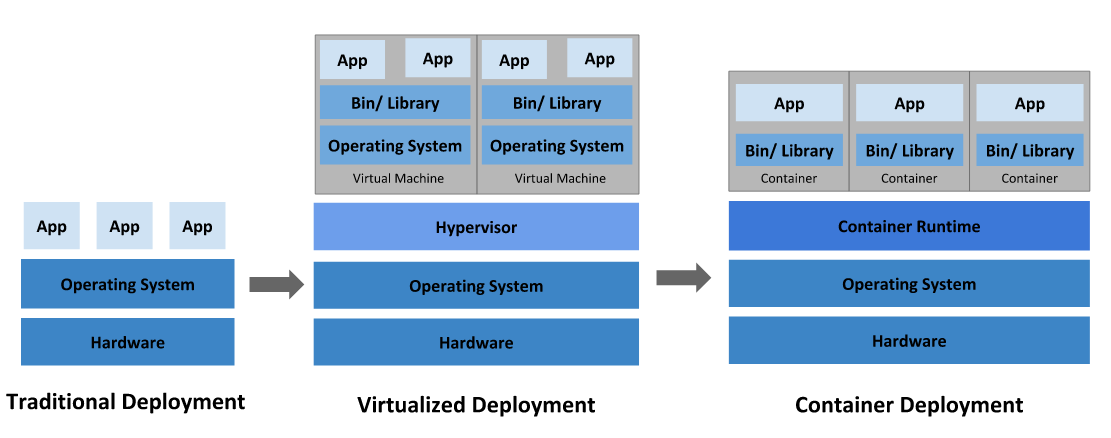 App
App
App
Operating System
Hardware
Traditional Deployment
App
App
Bin/ Library
Operating System
Virtual Machine
App
App
Bin/ Library
Operating System
Virtual Machine
Hypervisor
Operating System
Hardware
Virtualized Deployment
App
Bin/ Library
Container
App
Bin/ Library
Container
App
Bin/ Library
Container
Container Runtime
Operating System
Hardware
Container Deployment